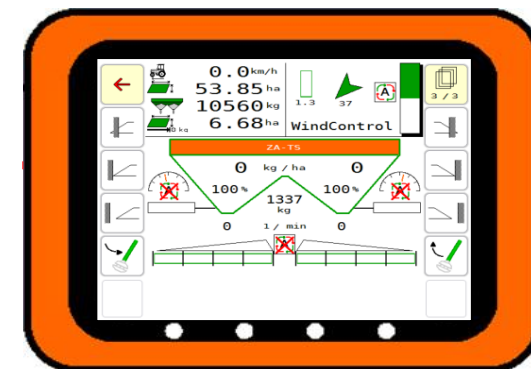 0.0km/h
53.85ha
10560kg
6.68ha
1.3
37
A
WindControl
3 / 3
ZA-TS
0 kg / ha 0
A
100% 100%
A
1337
kg
0 1/ min 0
A